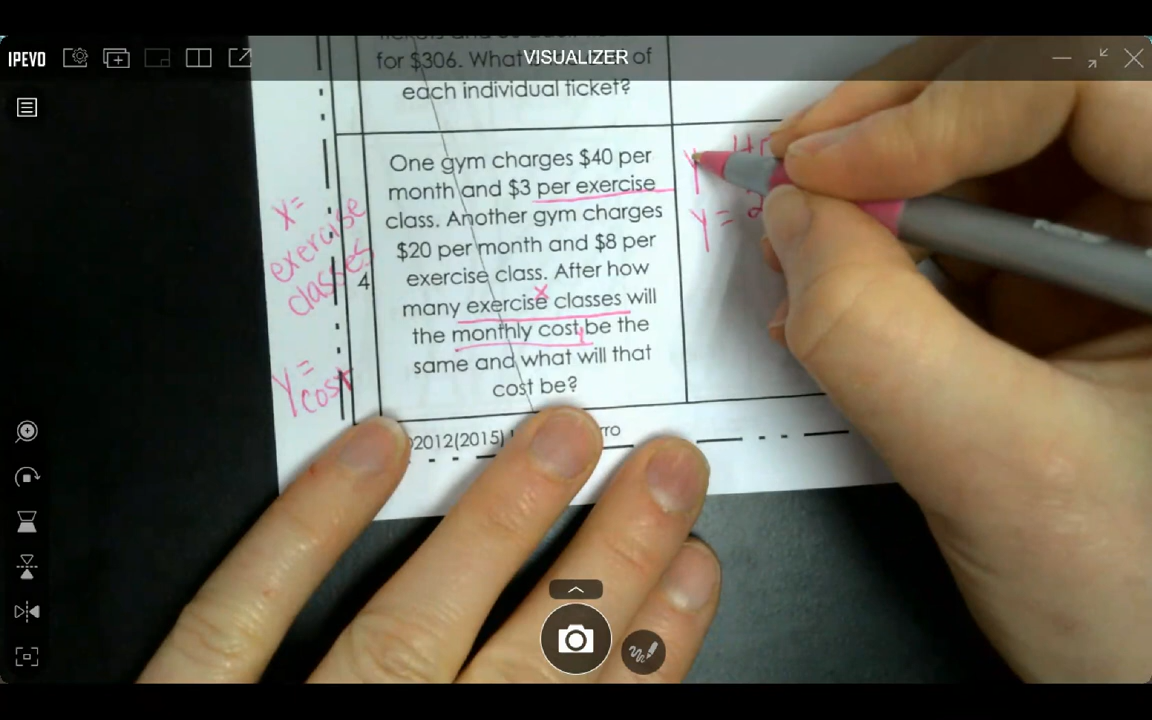 IPEVO
VISUALIZER
for $306. What of
each individual ticket?
One gym charges $40 per
month and $3 per exercise
class. Another gym charges
$20 per month and $8 per
exercise class. After how
many exercise classes will
the monthly cost be the
same and what will that
cost be?
4
x
y
x=
exercise
classes
y=
cost
y
y = 2
©2012(2015)